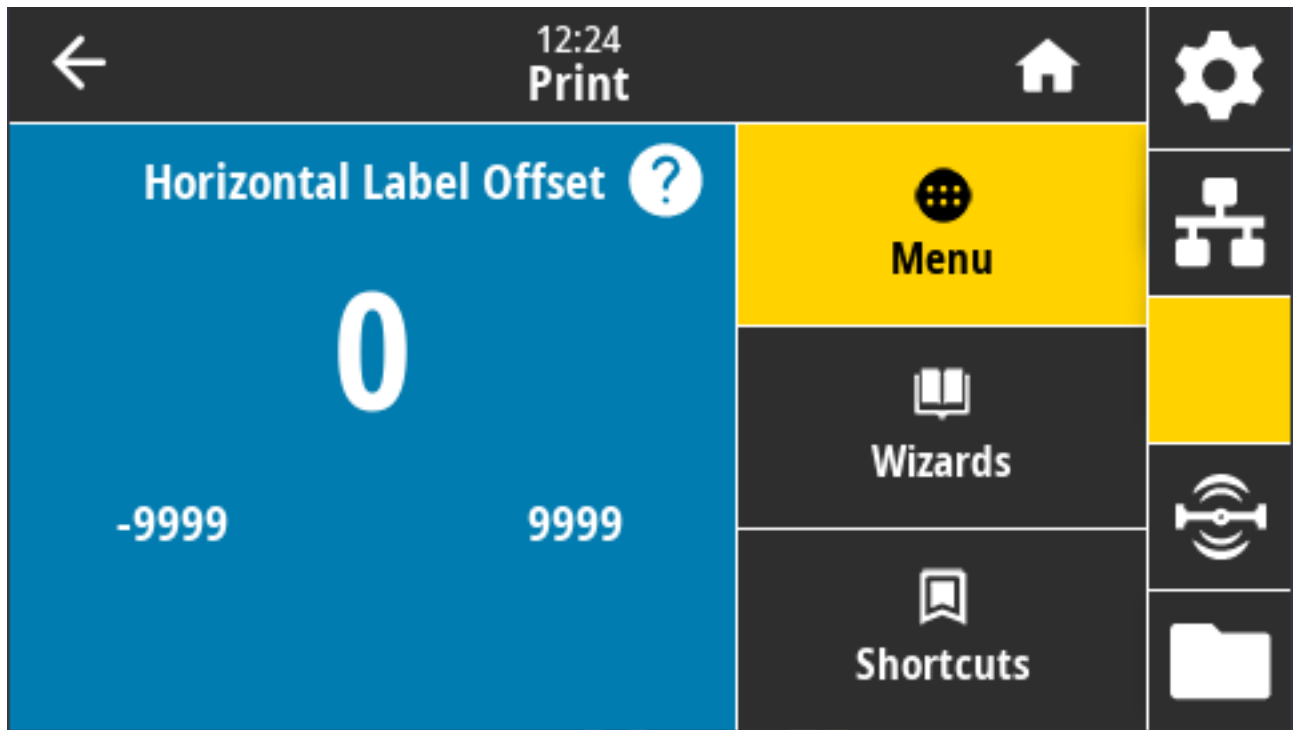 12:24
Print
Horizontal Label Offset ?
0
-9999 9999
Menu
Wizards
Shortcuts